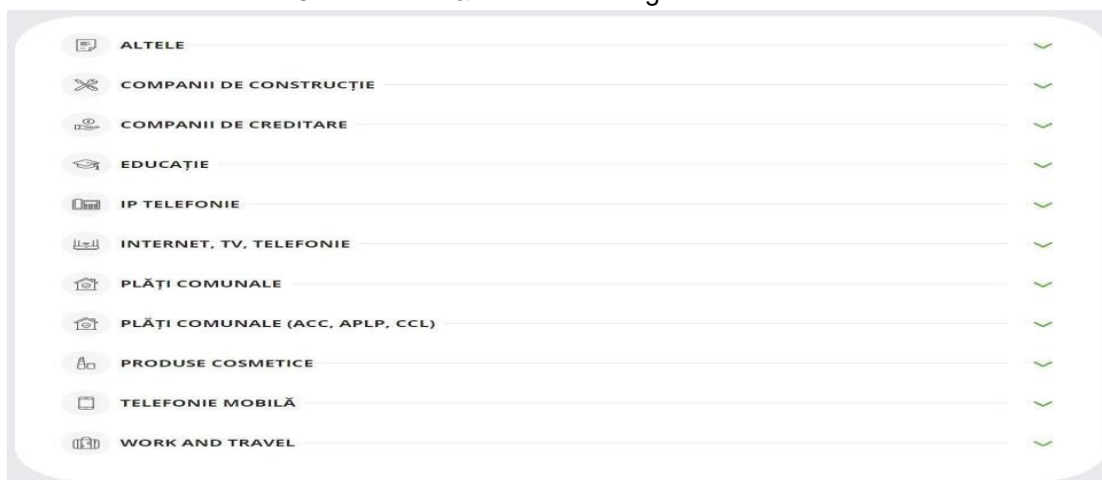 ALTELE
COMPANII DE CONSTRUCȚIE
COMPANII DE CREDITARE
EDUCAȚIE
IP TELEFONIE
INTERNET, TV, TELEFONIE
PLĂȚI COMUNALE
PLĂȚI COMUNALE (ACC, APLP, CCL)
PRODUSE COSMETICE
TELEFONIE MOBILĂ
WORK AND TRAVEL